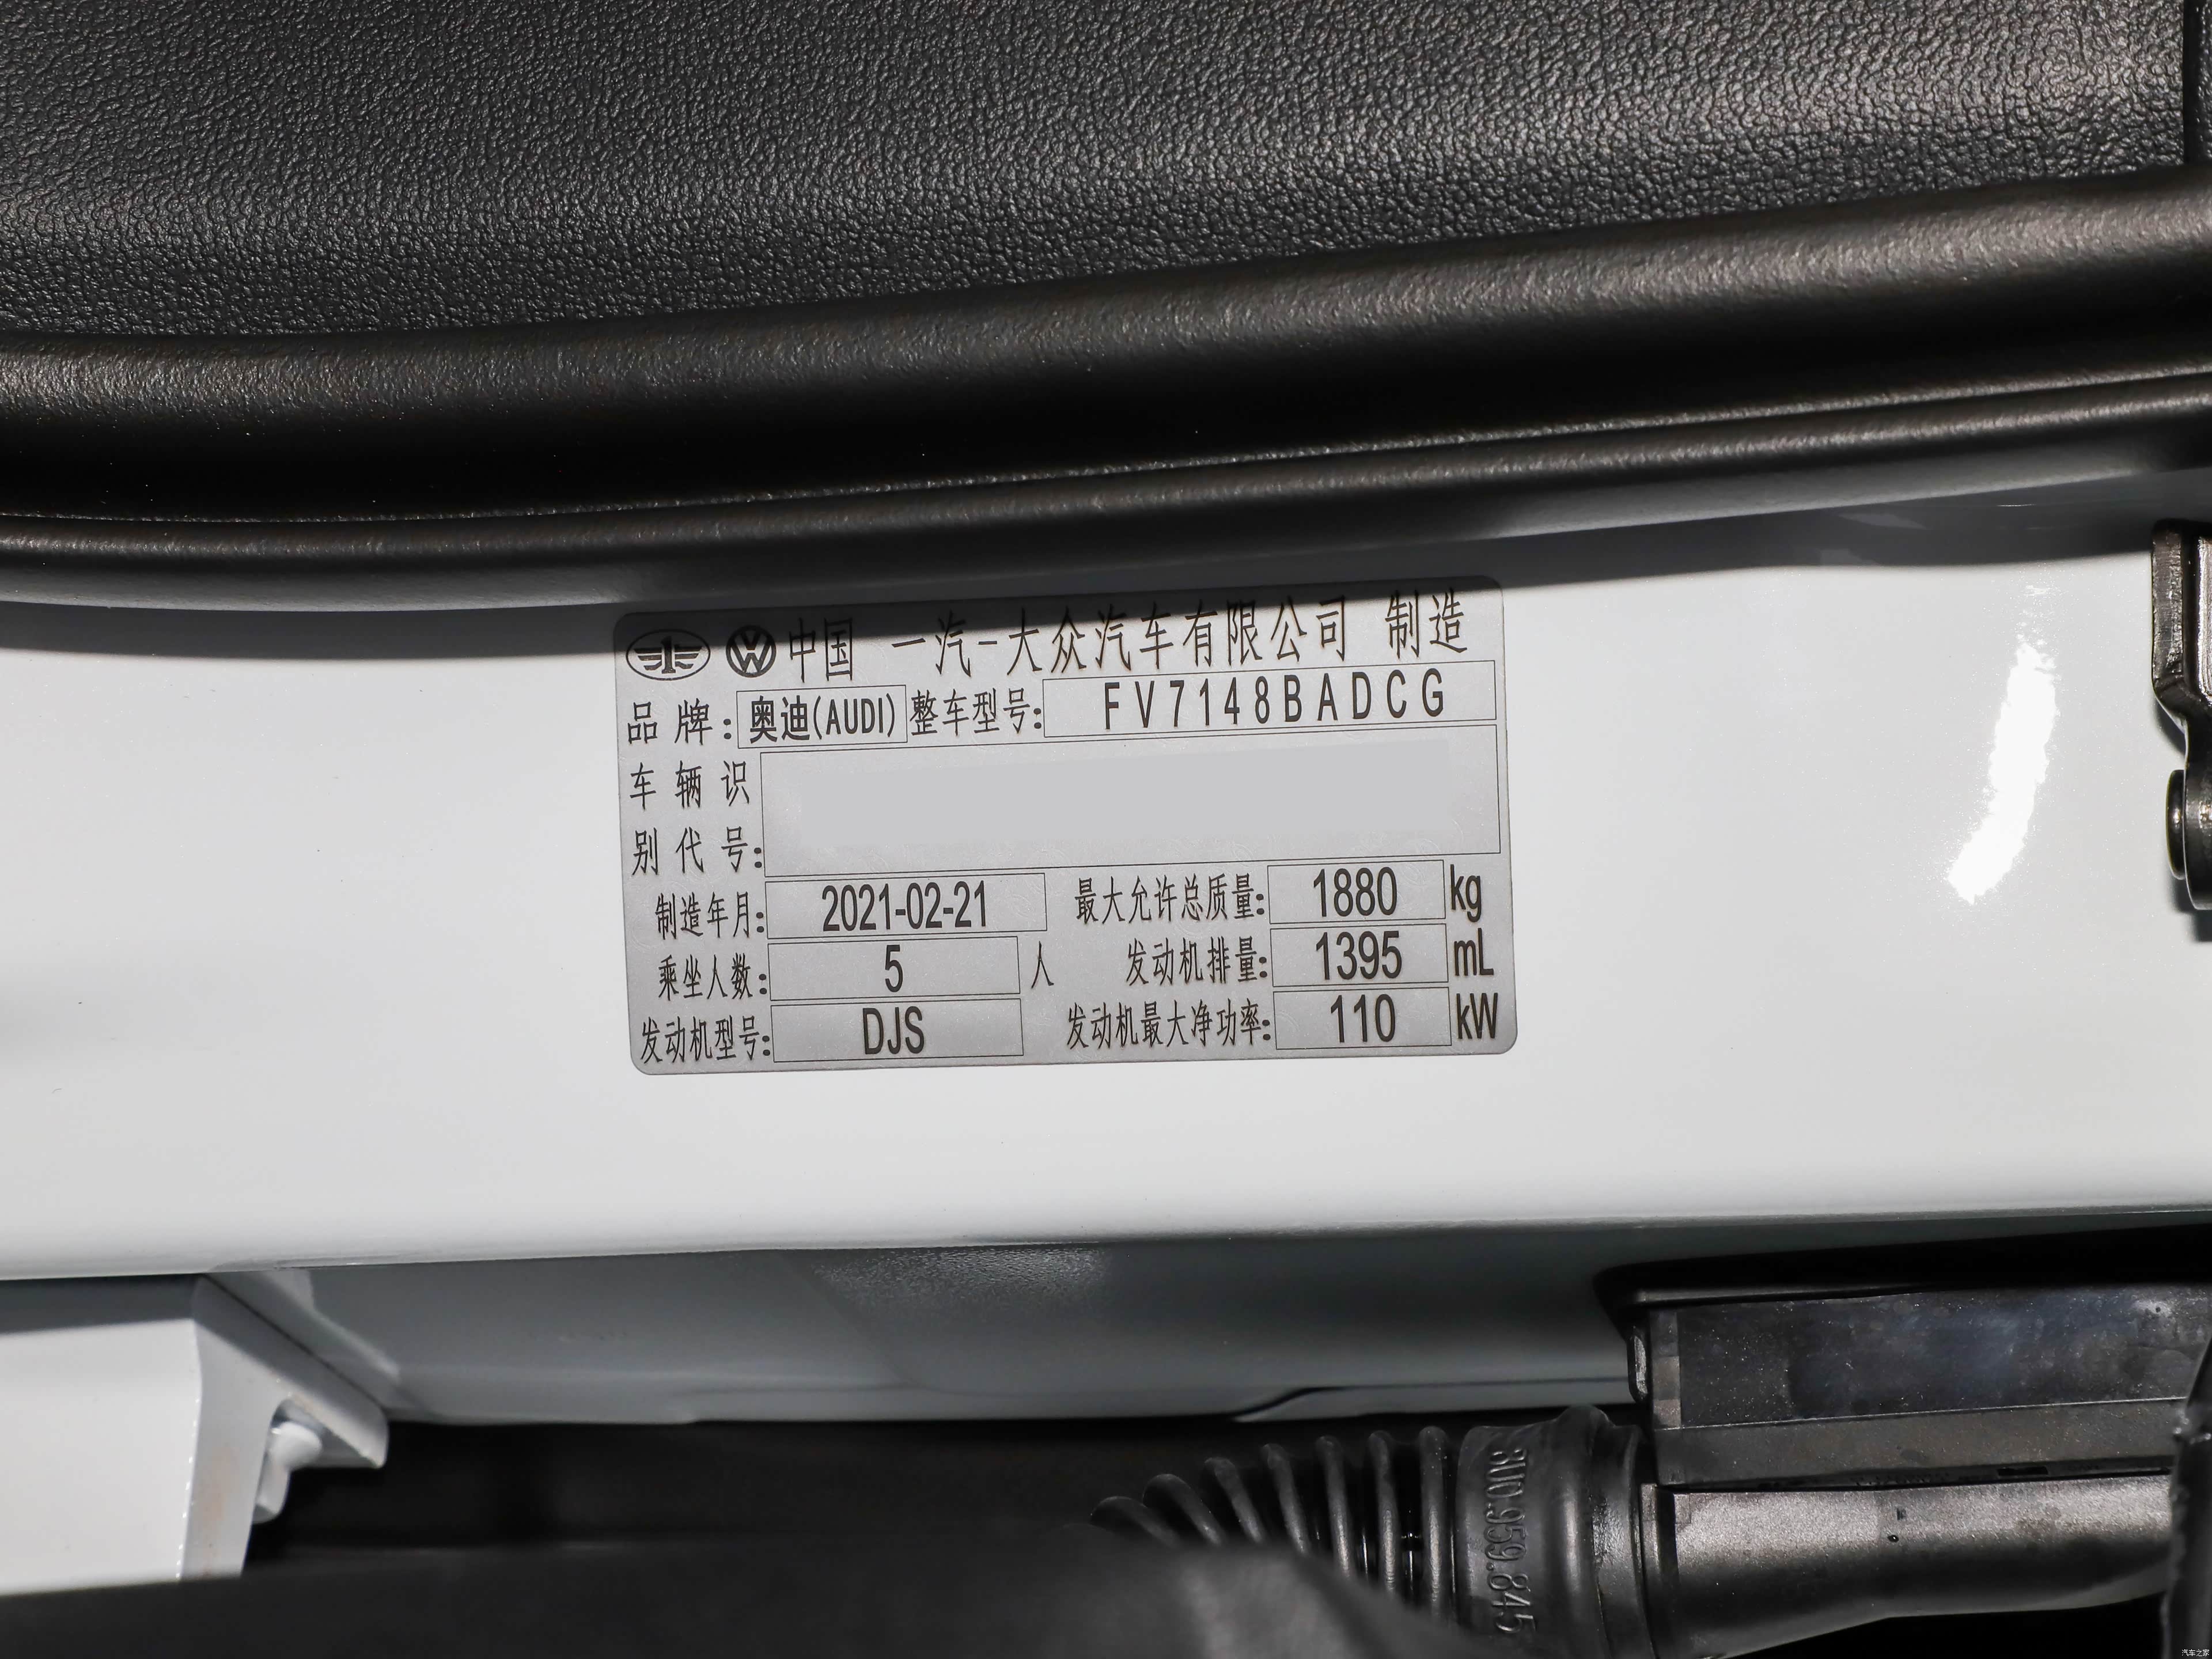 中国 一汽-大众汽车有限公司 制造
品牌: 奥迪(AUDI) 整车型号: FV7148BADCG
车辆识
别代号:
制造年月: 2021-02-21 最大允许总质量: 1880 kg
乘坐人数: 5 人 发动机排量: 1395 mL
发动机型号: DJS 发动机最大净功率: 110 kW
8U0.959.845
汽车之家